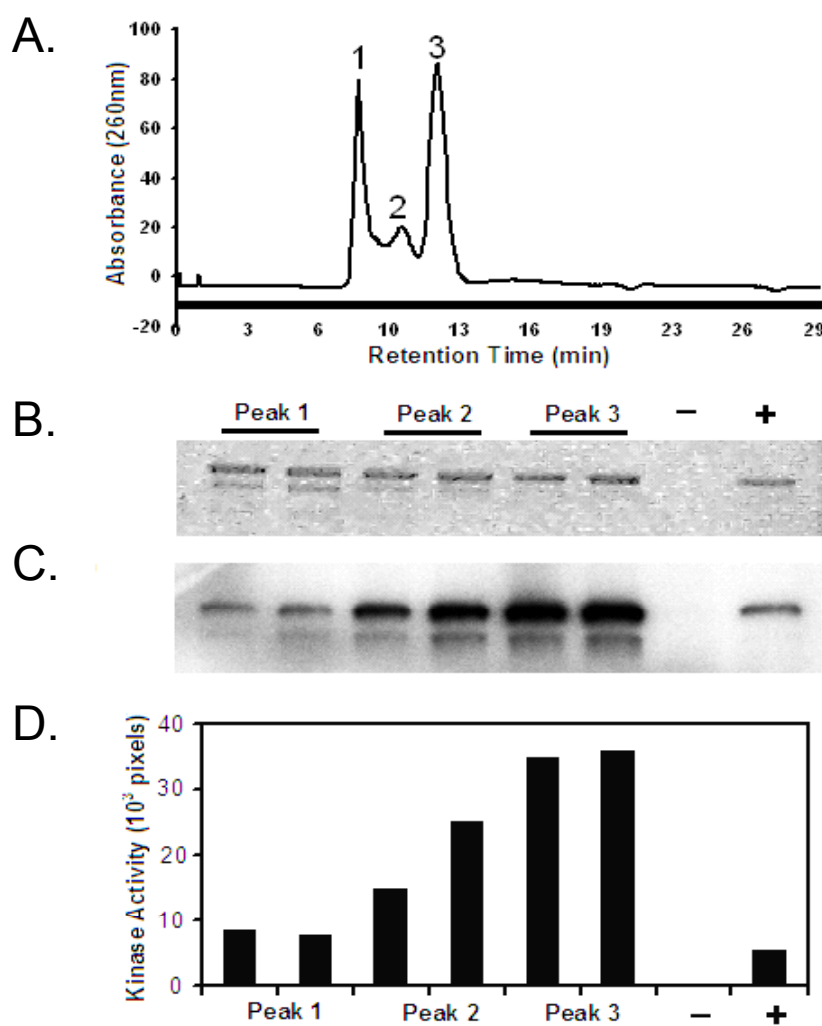 A.
Absorbance (260nm)
100
80
60
40
20
0
-20
1
2
3
0 3 6 10 13 16 19 23 26 29
Retention Time (min)
B.
Peak 1 Peak 2 Peak 3 − +
C.
D.
Kinase Activity (10³ pixels)
40
30
20
10
0
Peak 1 Peak 2 Peak 3 − +